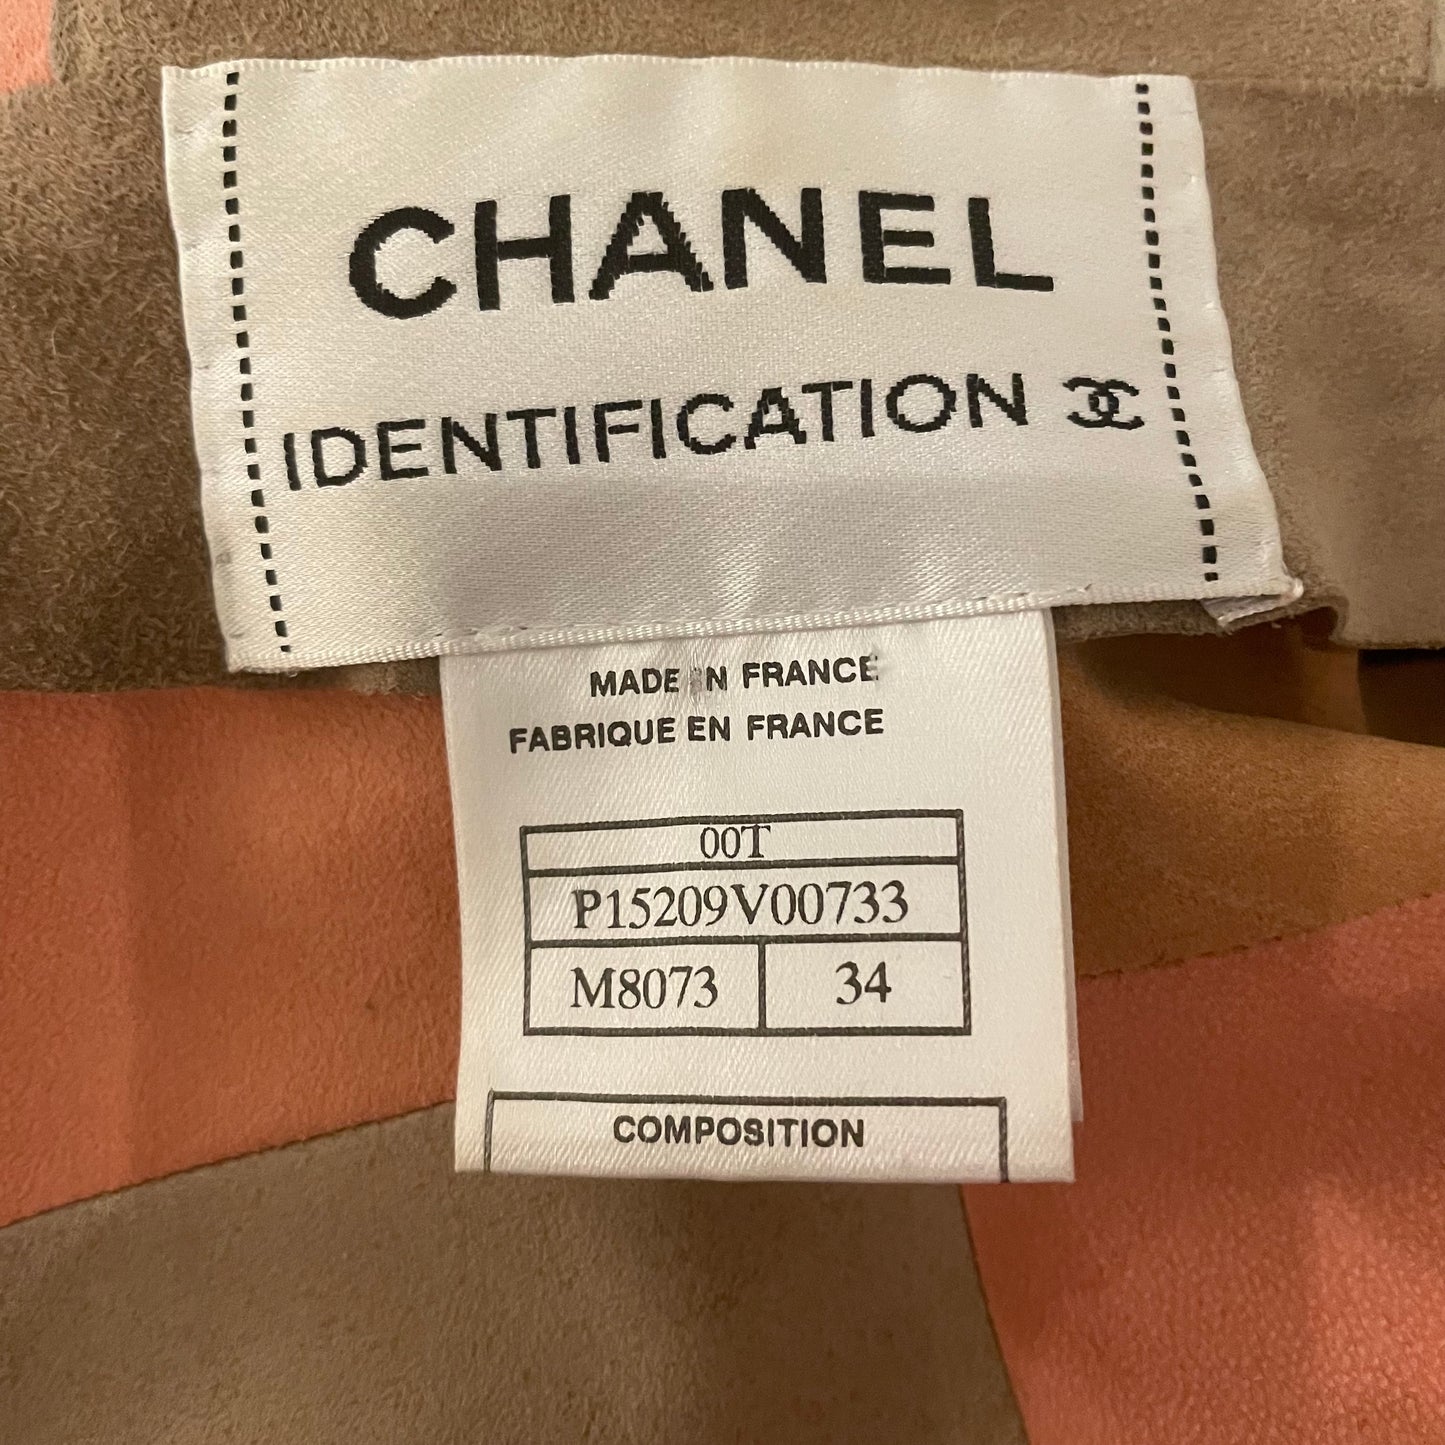 CHANEL
IDENTIFICATION
MADE IN FRANCE
FABRIQUE EN FRANCE
00T
P15209V00733
M8073 34
COMPOSITION